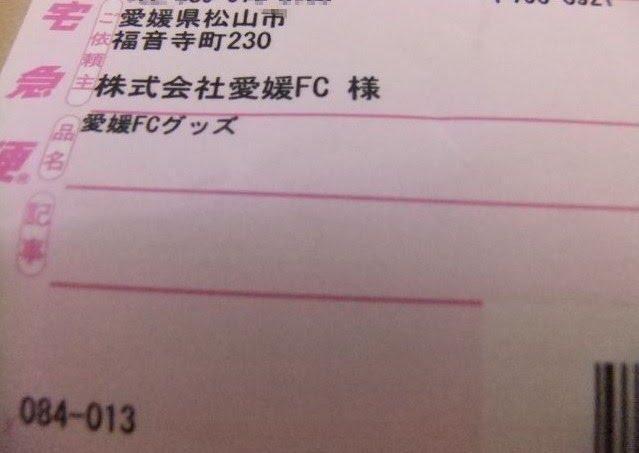 宅急便
ご依頼主
愛媛県松山市
福音寺町230
株式会社愛媛FC 様
品名
愛媛FCグッズ
記事
084-013